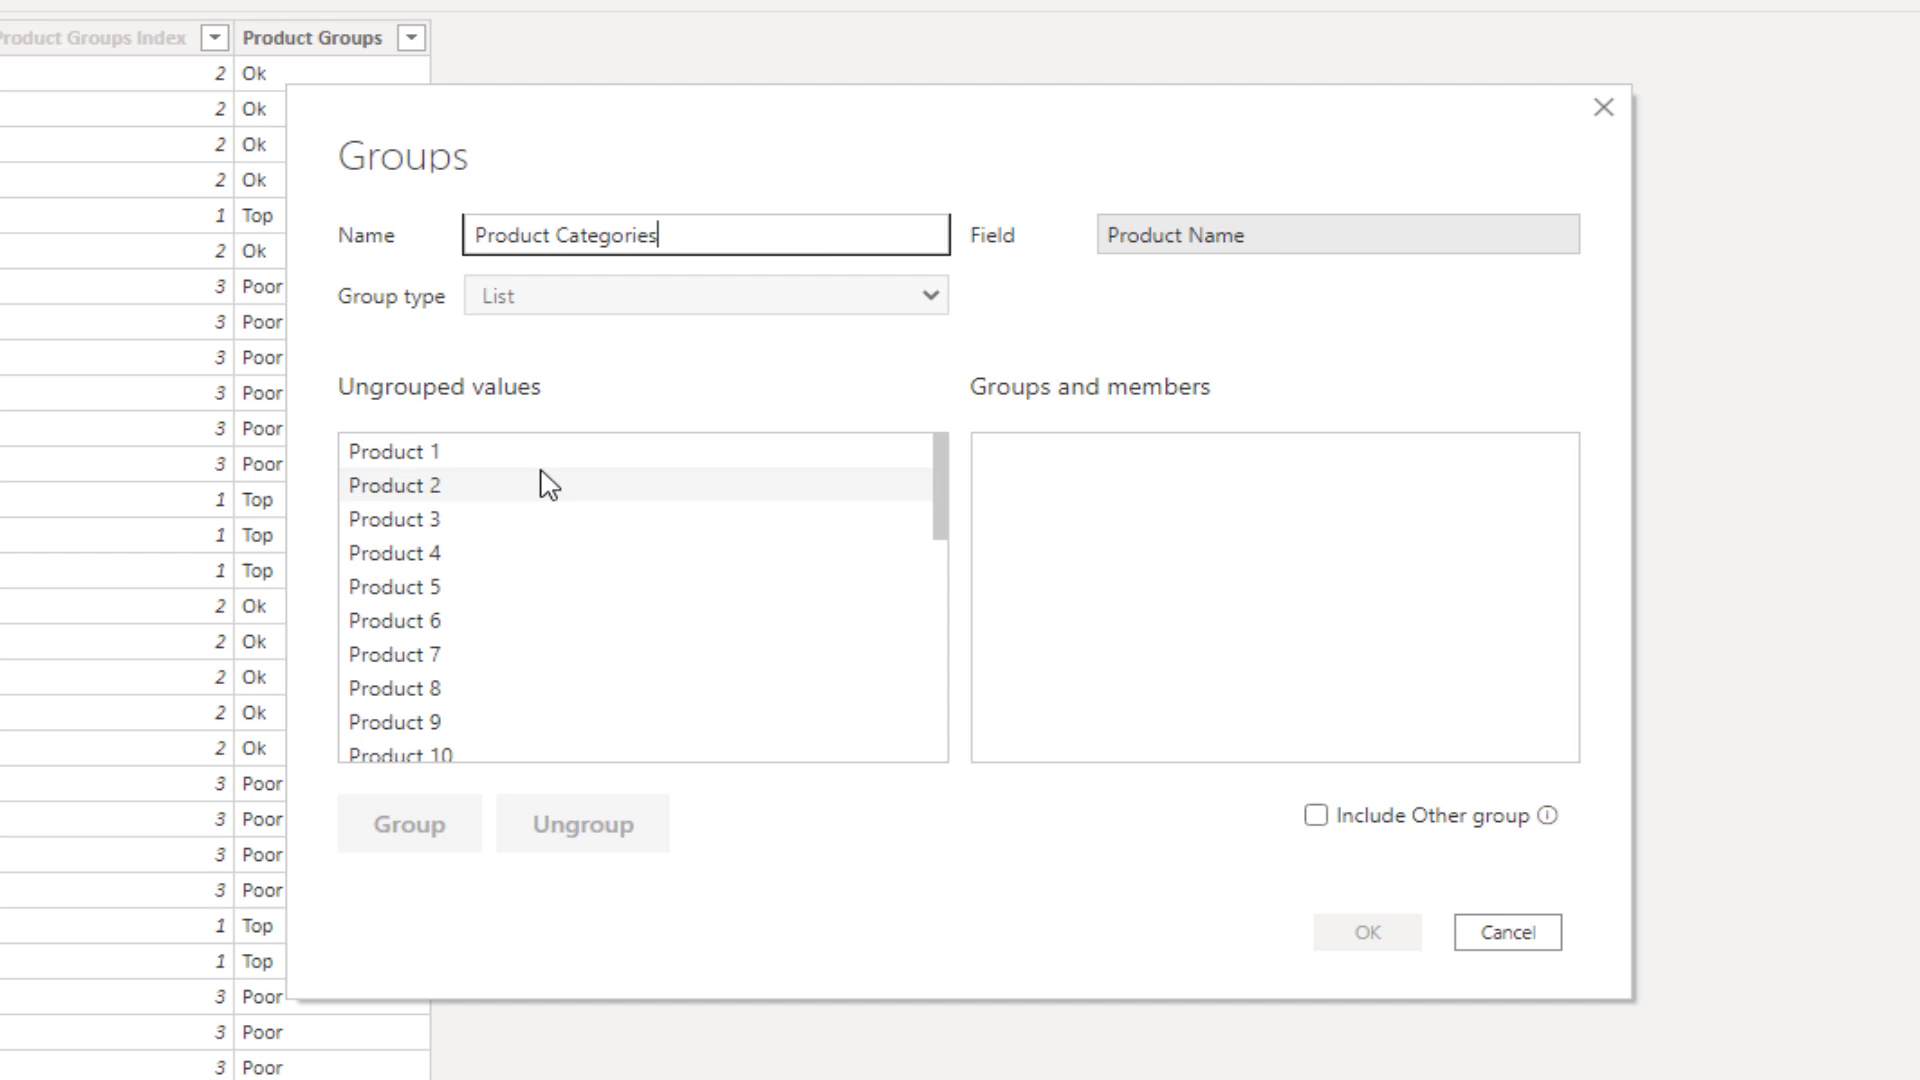 Product Groups Index Product Groups
2 Ok
2 Ok
2 Ok
2 Ok
1 Top
2 Ok
3 Poor
3 Poor
3 Poor
3 Poor
3 Poor
3 Poor
1 Top
1 Top
1 Top
2 Ok
2 Ok
2 Ok
2 Ok
2 Ok
3 Poor
3 Poor
3 Poor
3 Poor
1 Top
1 Top
3 Poor
3 Poor
3 Poor
Groups
Name Product Categories Field Product Name
Group type List
Ungrouped values Groups and members
Product 1
Product 2
Product 3
Product 4
Product 5
Product 6
Product 7
Product 8
Product 9
Product 10
Group Ungroup Include Other group
OK Cancel